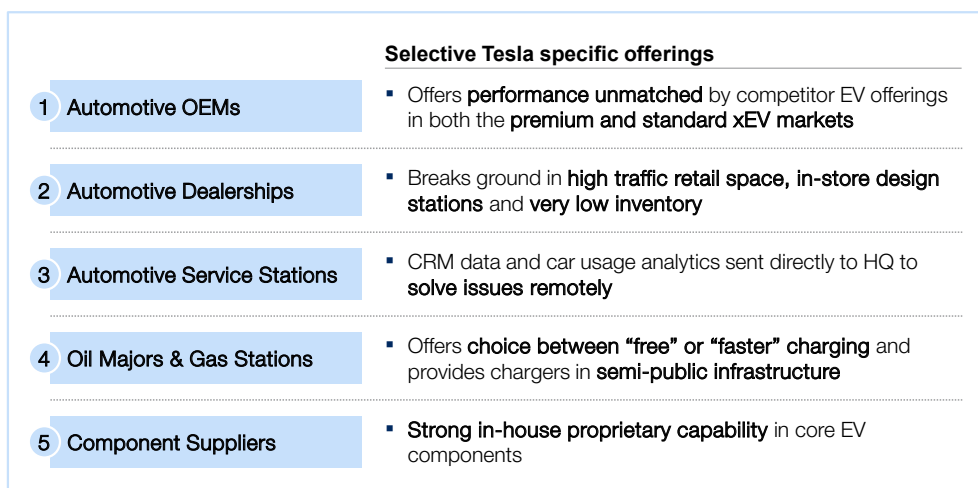 Selective Tesla specific offerings
1 Automotive OEMs
▪ Offers performance unmatched by competitor EV offerings
in both the premium and standard xEV markets
2 Automotive Dealerships
▪ Breaks ground in high traffic retail space, in-store design
stations and very low inventory
3 Automotive Service Stations
▪ CRM data and car usage analytics sent directly to HQ to
solve issues remotely
4 Oil Majors & Gas Stations
▪ Offers choice between “free” or “faster” charging and
provides chargers in semi-public infrastructure
5 Component Suppliers
▪ Strong in-house proprietary capability in core EV
components